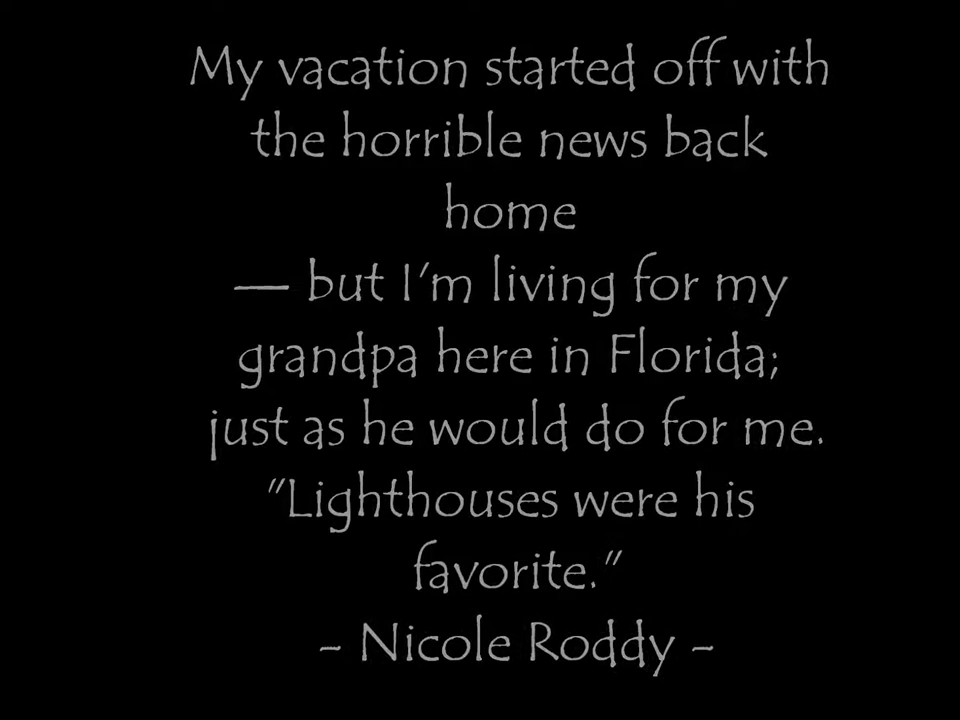 My vacation started off with
the horrible news back
home
— but I'm living for my
grandpa here in Florida;
just as he would do for me.
"Lighthouses were his
favorite."
- Nicole Roddy -